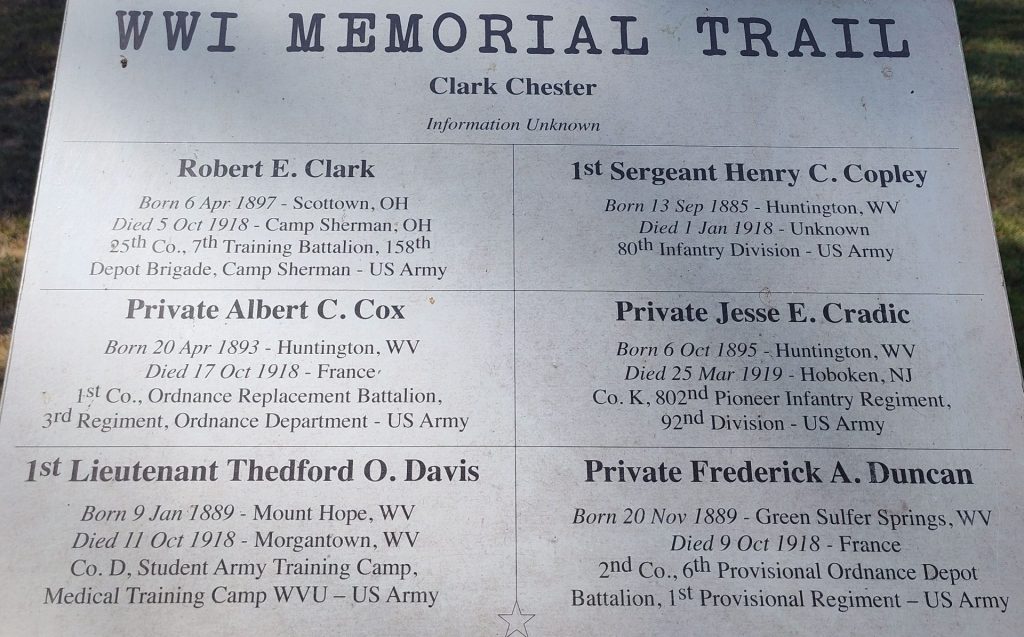 WWI MEMORIAL TRAIL
Clark Chester
Information Unknown
Robert E. Clark
Born 6 Apr 1897 - Scottown, OH
Died 5 Oct 1918 - Camp Sherman, OH
25th Co., 7th Training Battalion, 158th
Depot Brigade, Camp Sherman - US Army
1st Sergeant Henry C. Copley
Born 13 Sep 1885 - Huntington, WV
Died 1 Jan 1918 - Unknown
80th Infantry Division - US Army
Private Albert C. Cox
Born 20 Apr 1893 - Huntington, WV
Died 17 Oct 1918 - France
1st Co., Ordnance Replacement Battalion,
3rd Regiment, Ordnance Department - US Army
Private Jesse E. Cradic
Born 6 Oct 1895 - Huntington, WV
Died 25 Mar 1919 - Hoboken, NJ
Co. K, 802nd Pioneer Infantry Regiment,
92nd Division - US Army
1st Lieutenant Thedford O. Davis
Born 9 Jan 1889 - Mount Hope, WV
Died 11 Oct 1918 - Morgantown, WV
Co. D, Student Army Training Camp,
Medical Training Camp WVU – US Army
Private Frederick A. Duncan
Born 20 Nov 1889 - Green Sulfer Springs, WV
Died 9 Oct 1918 - France
2nd Co., 6th Provisional Ordnance Depot
Battalion, 1st Provisional Regiment – US Army